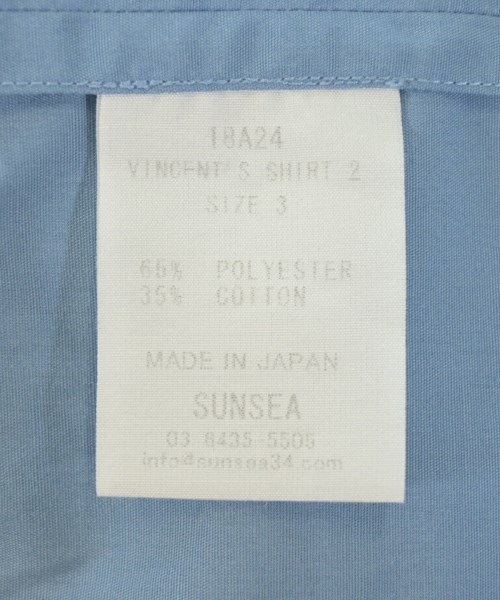 18A24
VINCENT'S SHIRT 2
SIZE 3
65% POLYESTER
35% COTTON
MADE IN JAPAN
SUNSEA
03 6435-5505
info@sunsea34.com